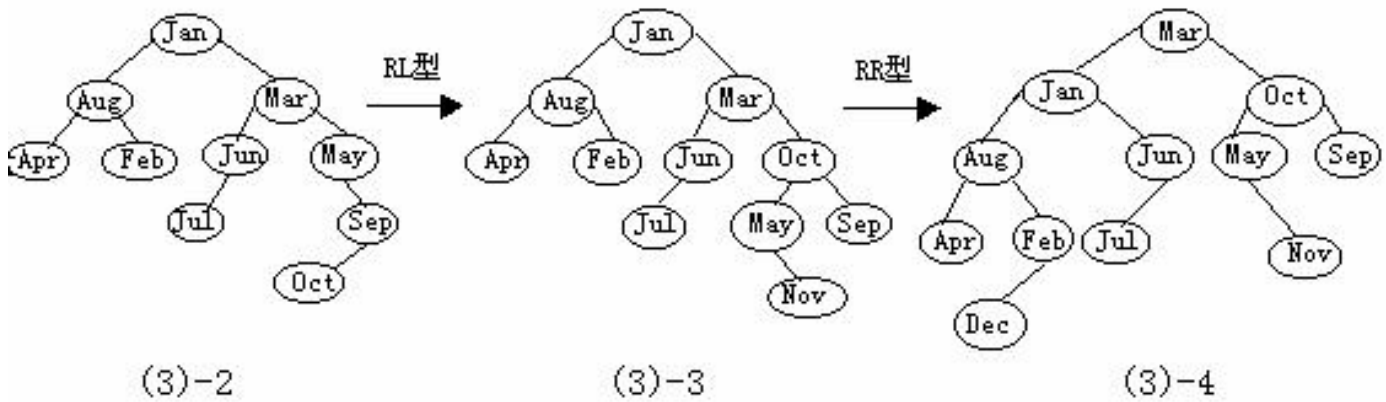 Jan Jan Mar
RL型 RR型
Aug Mar Aug Mar Jan Oct
Apr Feb Jun May Apr Feb Jun Oct Aug Jun May Sep
Jul Sep Jul May Sep Apr Feb Jul Nov
Oct Nov Dec
(3)-2 (3)-3 (3)-4